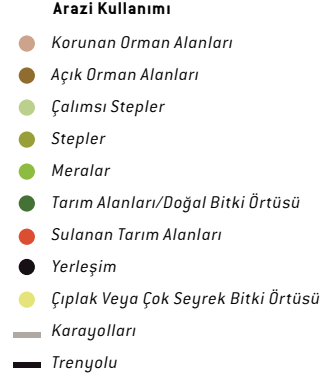 Arazi Kullanımı
Korunan Orman Alanları
Açık Orman Alanları
Çalımsı Stepler
Stepler
Meralar
Tarım Alanları/Doğal Bitki Örtüsü
Sulanan Tarım Alanları
Yerleşim
Çıplak Veya Çok Seyrek Bitki Örtüsü
Karayolları
Trenyolu